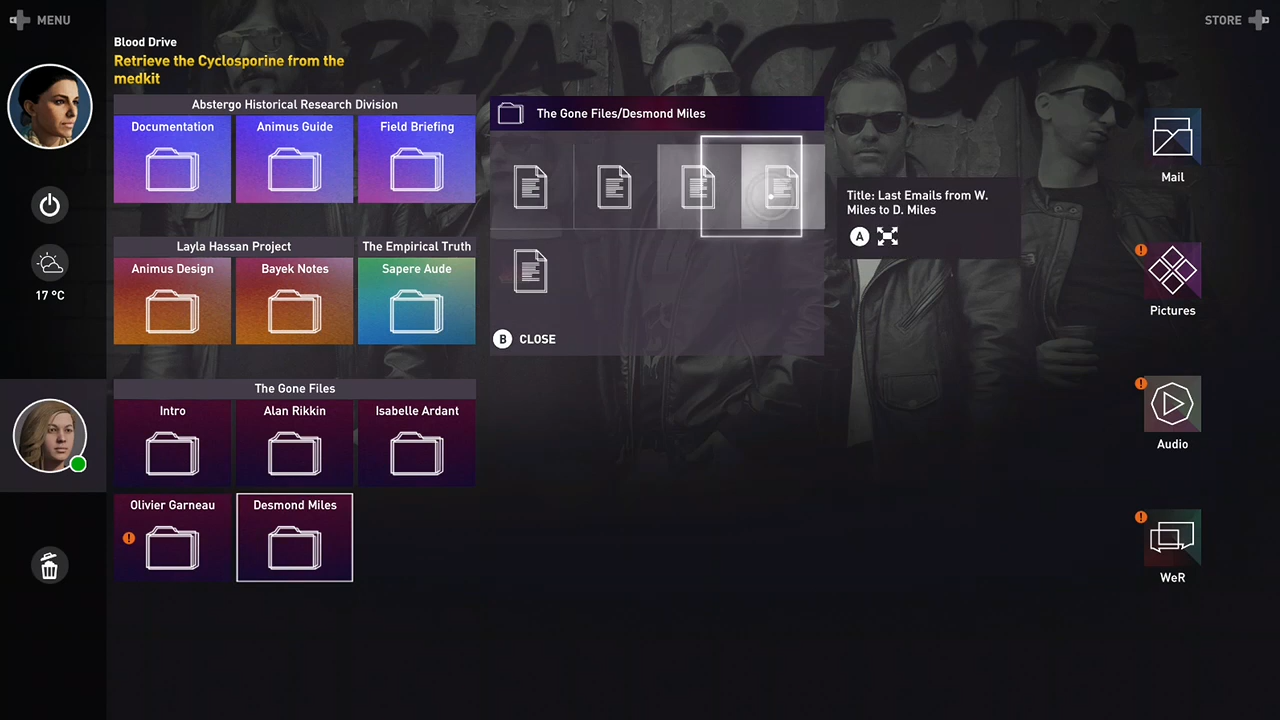 MENU
STORE
Blood Drive
Retrieve the Cyclosporine from the
medkit
Abstergo Historical Research Division
Documentation
Animus Guide
Field Briefing
Layla Hassan Project
The Empirical Truth
Animus Design
Bayek Notes
Sapere Aude
The Gone Files
Intro
Alan Rikkin
Isabelle Ardant
Olivier Garneau
Desmond Miles
The Gone Files/Desmond Miles
B CLOSE
Title: Last Emails from W.
Miles to D. Miles
A
17 °C
Mail
Pictures
Audio
WeR